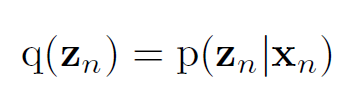 q(𝐳ₙ) = p(𝐳ₙ|𝐱ₙ)